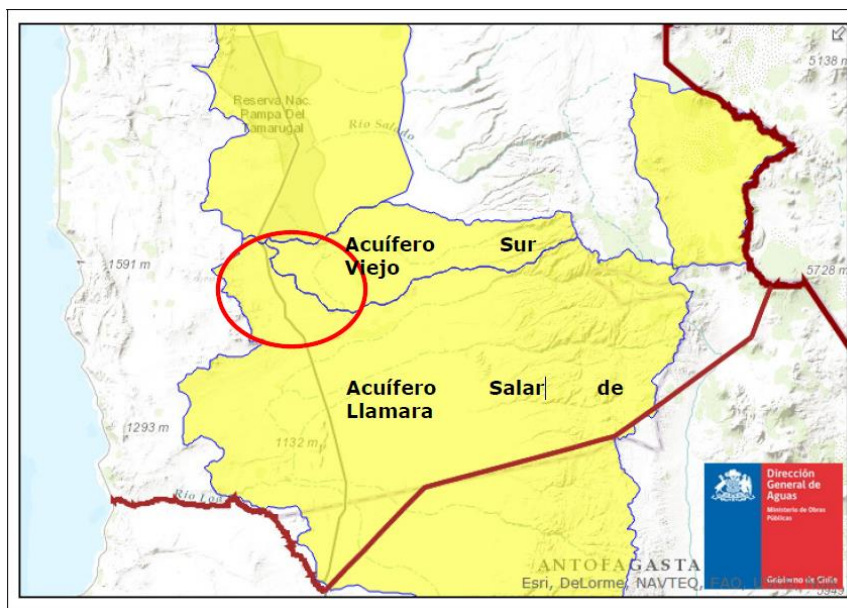 5138 m
Reserva Nac.
Pampa Del
Tamarugal
Río Salado
Acuífero Sur
Viejo
1591 m
5728 m
Acuífero Salar de
Llamara
1293 m
1132 m
Río Loa
Dirección
General de
Aguas
Ministerio de Obras
Públicas
Gobierno de Chile
ANTOFAGASTA
Esri, DeLorme, NAVTEQ, FAO,
5949